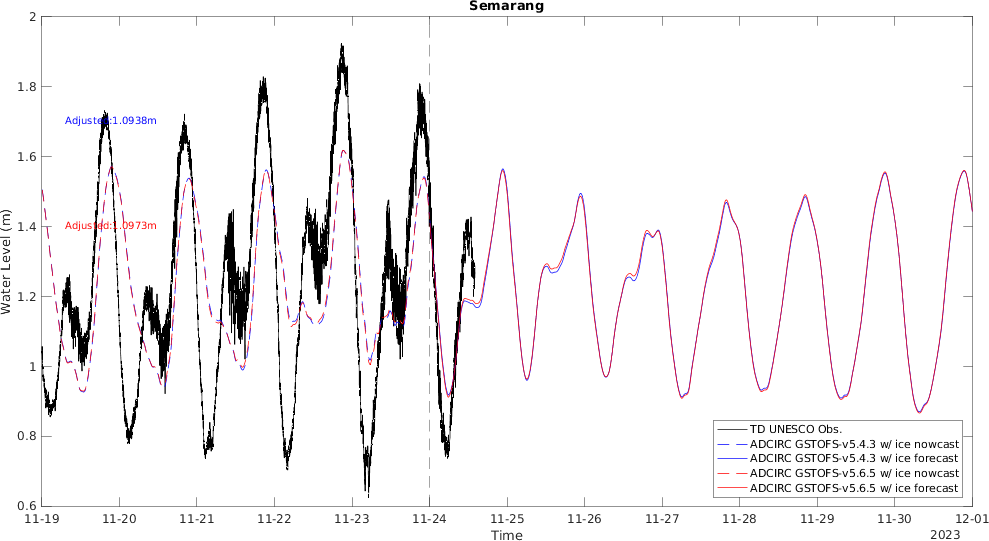 Semarang
Water Level (m)
2
1.8
1.6
1.4
1.2
1
0.8
0.6
Adjusted:1.0938m
Adjusted:1.0973m
TD UNESCO Obs.
ADCIRC GSTOFS-v5.4.3 w/ ice nowcast
ADCIRC GSTOFS-v5.4.3 w/ ice forecast
ADCIRC GSTOFS-v5.6.5 w/ ice nowcast
ADCIRC GSTOFS-v5.6.5 w/ ice forecast
11-19 11-20 11-21 11-22 11-23 11-24 11-25 11-26 11-27 11-28 11-29 11-30 12-01
Time
2023